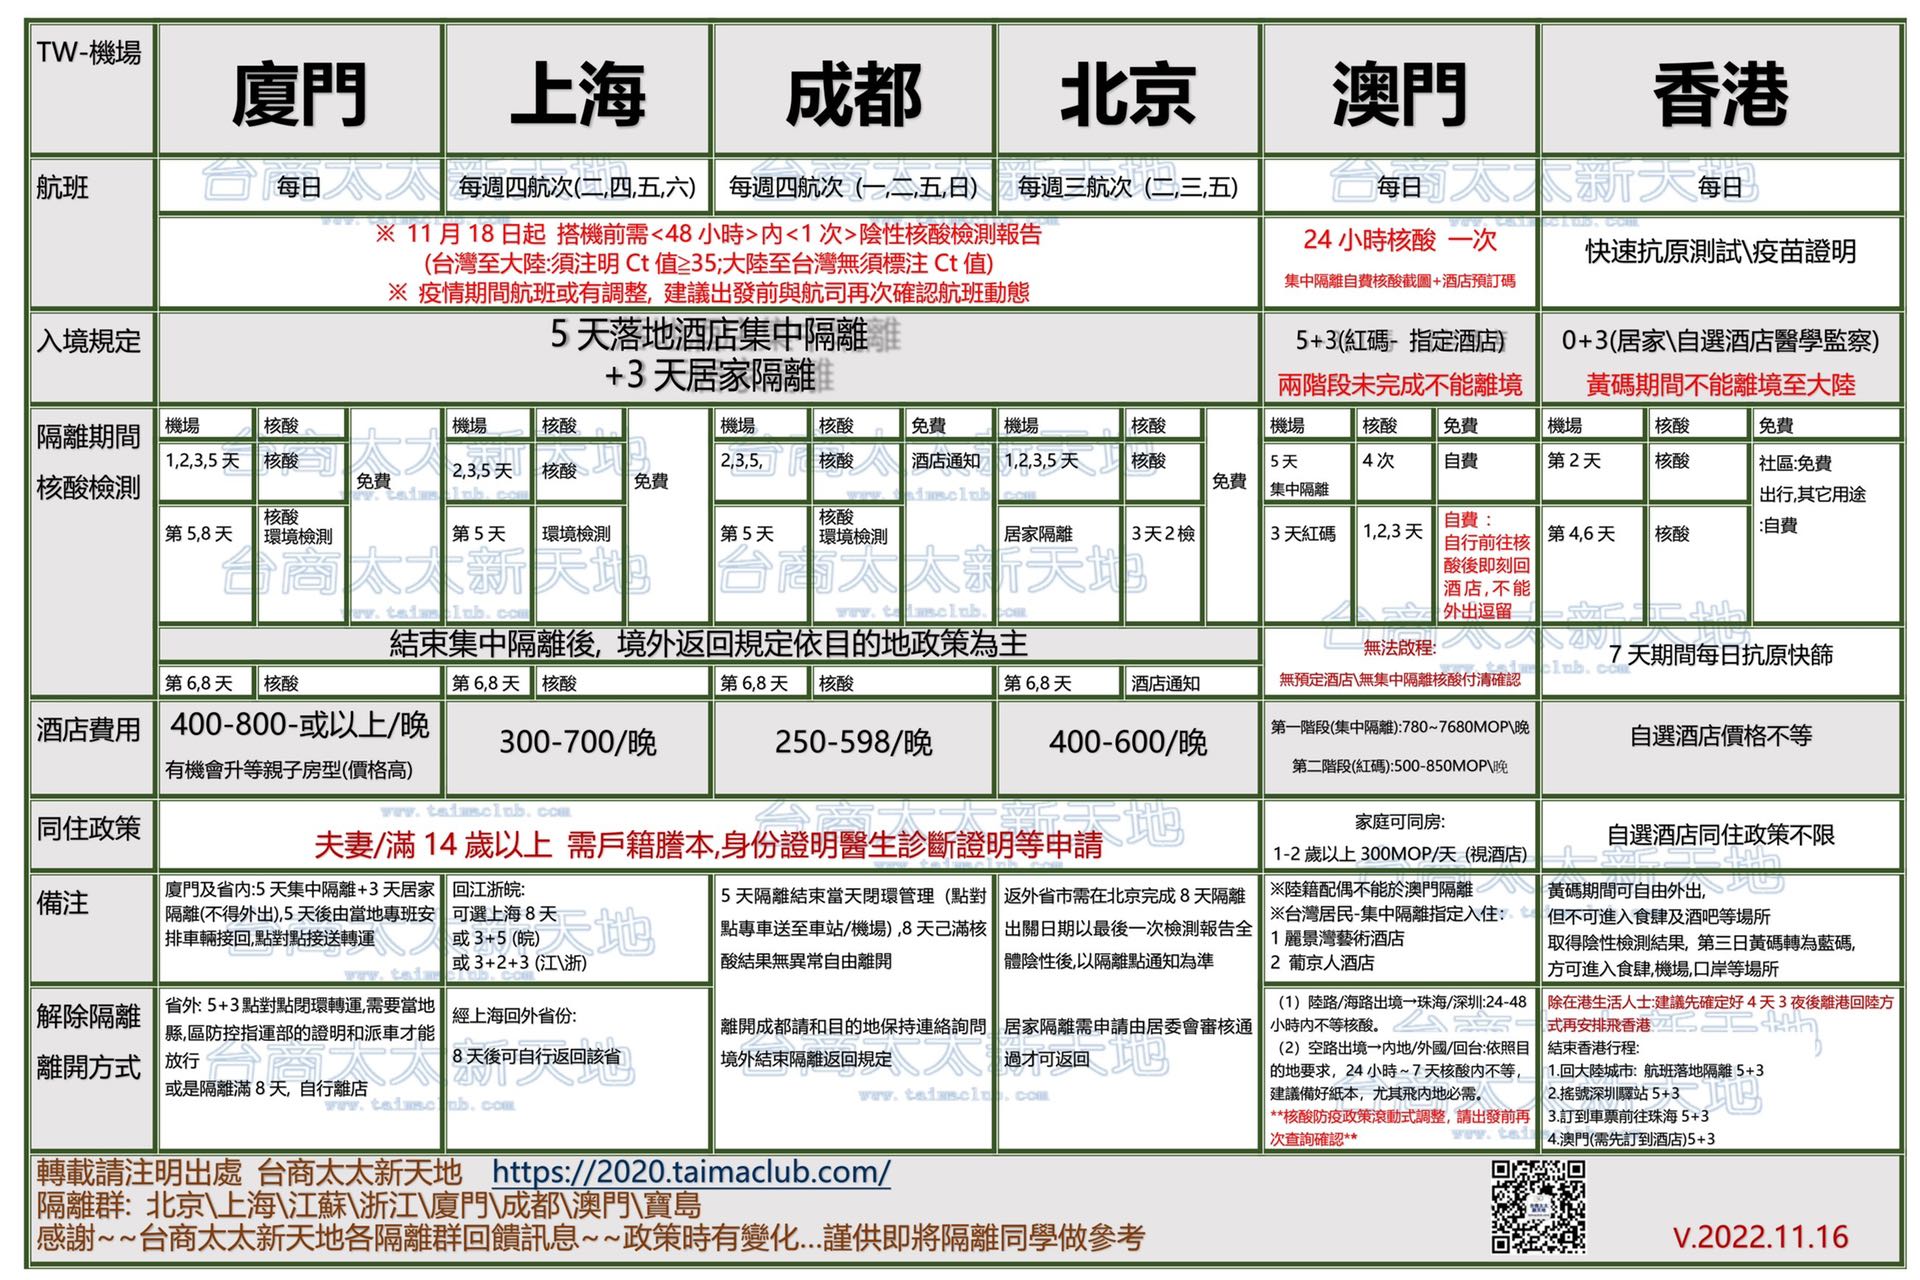 TW-機場
廈門
上海
成都
北京
澳門
香港
航班
每日
每週四航次(二,四,五,六)
每週四航次 (一,二,五,日)
每週三航次 (二,三,五)
每日
每日
※ 11 月 18 日起 搭機前需<48 小時>內<1 次>陰性核酸檢測報告
(台灣至大陸:須注明 Ct 值≧35;大陸至台灣無須標注 Ct 值)
※ 疫情期間航班或有調整, 建議出發前與航司再次確認航班動態
24 小時核酸 一次
集中隔離自費核酸截圖+酒店預訂碼
快速抗原測試\疫苗證明
入境規定
5 天落地酒店集中隔離
+3 天居家隔離
5+3(紅碼- 指定酒店)
兩階段未完成不能離境
0+3(居家\自選酒店醫學監察)
黃碼期間不能離境至大陸
隔離期間
核酸檢測
機場
核酸
免費
1,2,3,5 天
核酸
第 5,8 天
核酸
環境檢測
機場
核酸
免費
2,3,5 天
核酸
第 5 天
環境檢測
機場
核酸
免費
2,3,5,
核酸
酒店通知
第 5 天
核酸
環境檢測
機場
核酸
免費
1,2,3,5 天
核酸
居家隔離
3 天 2 檢
機場
核酸
免費
5 天
集中隔離
4 次
自費
3 天紅碼
1,2,3 天
自費 :
自行前往核
酸後即刻回
酒店,不能
外出逗留
機場
核酸
免費
第 2 天
核酸
社區:免費
出行,其它用途
:自費
第 4,6 天
核酸
結束集中隔離後, 境外返回規定依目的地政策為主
第 6,8 天
核酸
第 6,8 天
核酸
第 6,8 天
核酸
第 6,8 天
酒店通知
無法啟程:
無預定酒店\無集中隔離核酸付清確認
7 天期間每日抗原快篩
酒店費用
400-800-或以上/晚
有機會升等親子房型(價格高)
300-700/晚
250-598/晚
400-600/晚
第一階段(集中隔離):780~7680MOP\晚
第二階段(紅碼):500-850MOP\晚
自選酒店價格不等
同住政策
夫妻/滿 14 歲以上 需戶籍謄本,身份證明醫生診斷證明等申請
家庭可同房:
1-2 歲以上 300MOP/天 (視酒店)
自選酒店同住政策不限
備注
廈門及省內:5 天集中隔離+3 天居家
隔離(不得外出),5 天後由當地專班安
排車輛接回,點對點接送轉運
回江浙皖:
可選上海 8 天
或 3+5 (皖)
或 3+2+3 (江\浙)
5 天隔離結束當天閉環管理 (點對
點專車送至車站/機場) ,8 天己滿核
酸結果無異常自由離開
返外省市需在北京完成 8 天隔離
出關日期以最後一次檢測報告全
體陰性後,以隔離點通知為準
※陸籍配偶不能於澳門隔離
※台灣居民-集中隔離指定入住:
1 麗景灣藝術酒店
2 葡京人酒店
黃碼期間可自由外出,
但不可進入食肆及酒吧等場所
取得陰性檢測結果, 第三日黃碼轉為藍碼,
方可進入食肆,機場,口岸等場所
解除隔離
離開方式
省外: 5+3 點對點閉環轉運,需要當地
縣,區防控指運部的證明和派車才能
放行
或是隔離滿 8 天, 自行離店
經上海回外省份:
8 天後可自行返回該省
離開成都請和目的地保持連絡詢問
境外結束隔離返回規定
居家隔離需申請由居委會審核通
過才可返回
(1) 陸路/海路出境→珠海/深圳:24-48
小時內不等核酸。
(2) 空路出境→內地/外國/回台:依照目
的地要求, 24 小時~7 天核酸內不等,
建議備好紙本, 尤其飛內地必需。
**核酸防疫政策滾動式調整, 請出發前再
次查詢確認**
除在港生活人士:建議先確定好 4 天 3 夜後離港回陸方
式再安排飛香港
結束香港行程:
1.回大陸城市: 航班落地隔離 5+3
2.搖號深圳驛站 5+3
3.訂到車票前往珠海 5+3
4.澳門(需先訂到酒店)5+3
轉載請注明出處 台商太太新天地 https://2020.taimaclub.com/
隔離群: 北京\上海\江蘇\浙江\廈門\成都\澳門\寶島
感謝~~台商太太新天地各隔離群回饋訊息~~政策時有變化...謹供即將隔離同學做參考
v.2022.11.16